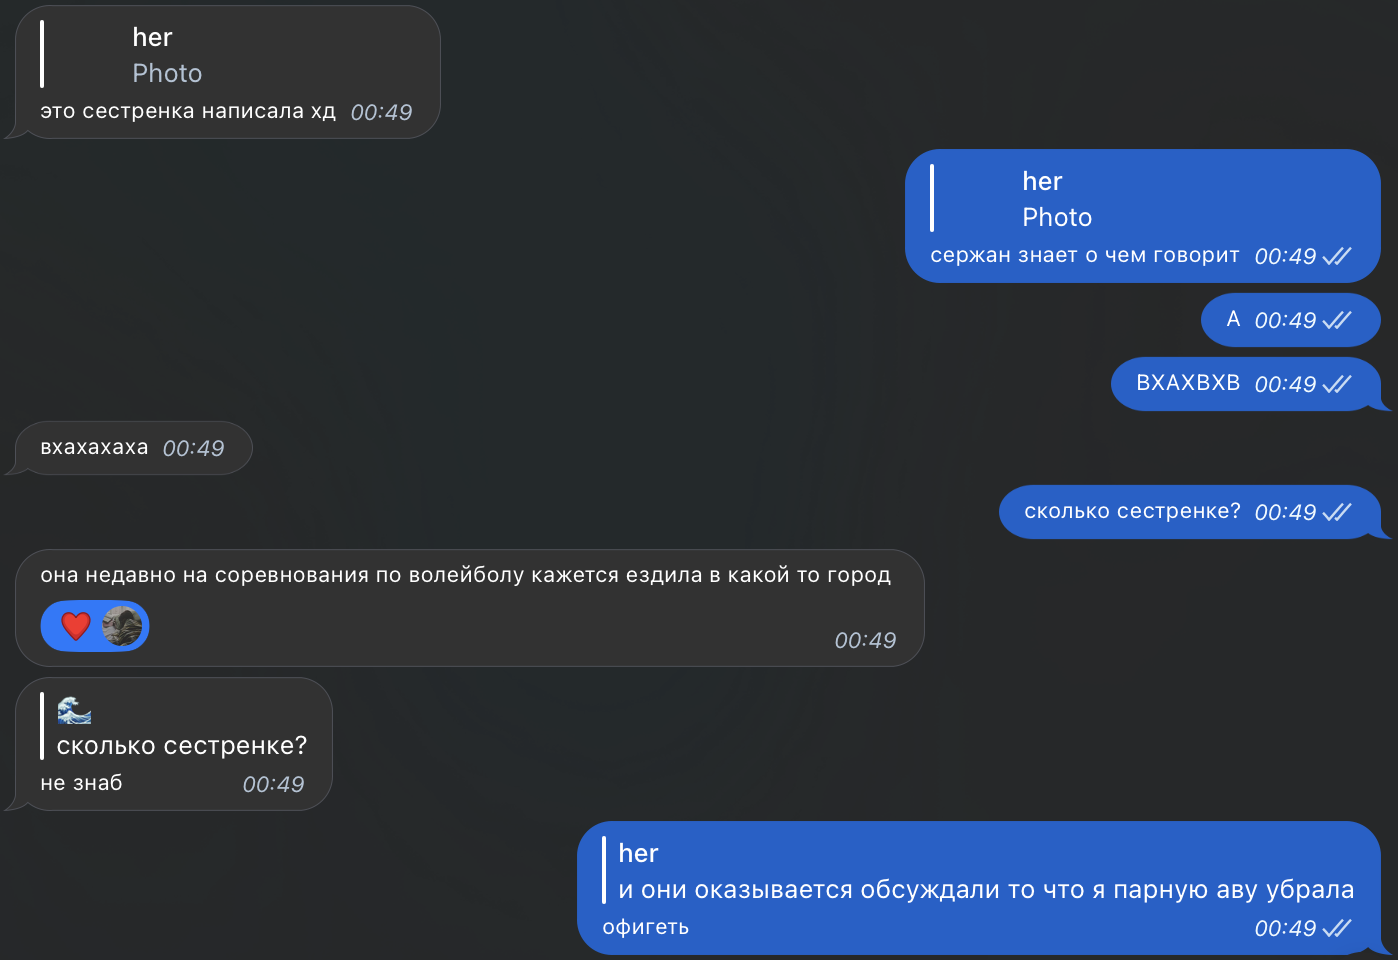 her
Photo
это сестренка написала хд 00:49
her
Photo
сержан знает о чем говорит 00:49
А 00:49
ВХАХВХВ 00:49
вхахахаха 00:49
сколько сестренке? 00:49
она недавно на соревнования по волейболу кажется ездила в какой то город
00:49
🌊
сколько сестренке?
не знаб 00:49
her
и они оказывается обсуждали то что я парную аву убрала
офигеть 00:49